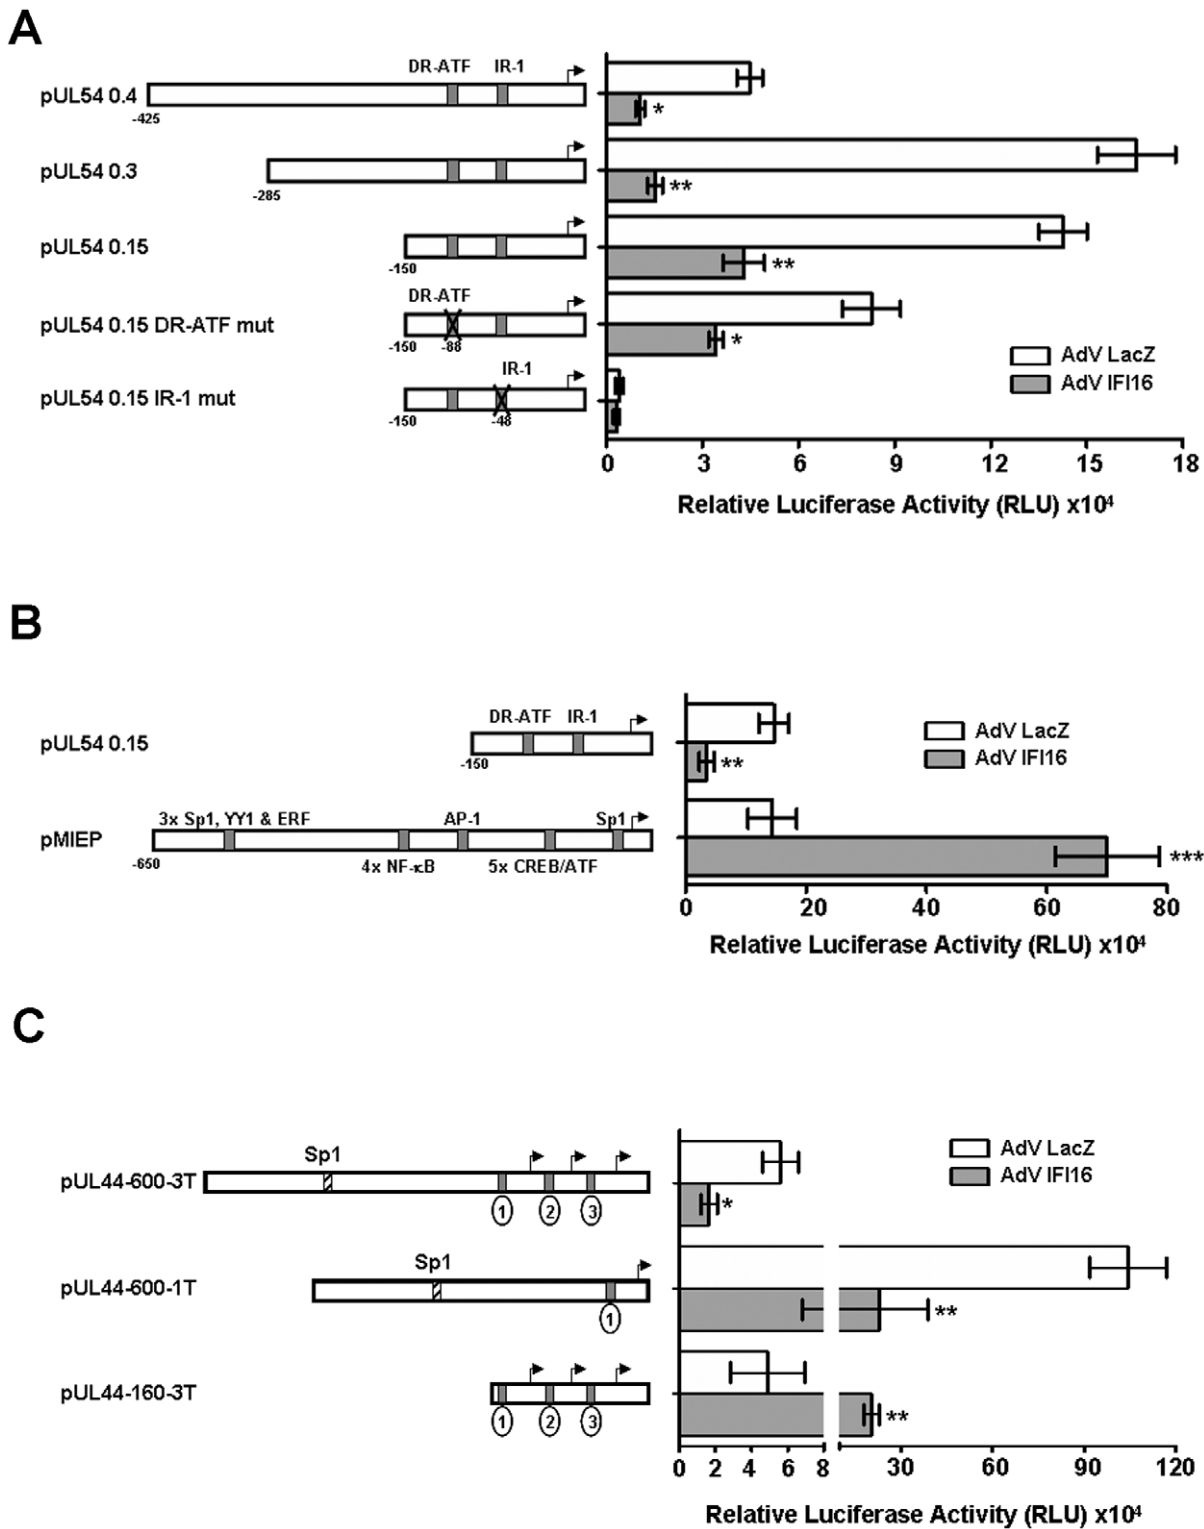 A
DR-ATF IR-1
pUL54 0.4
-425
*
pUL54 0.3
-285
**
pUL54 0.15
-150
**
DR-ATF
pUL54 0.15 DR-ATF mut
-150 -88
*
IR-1
pUL54 0.15 IR-1 mut
-150 -48
AdV LacZ
AdV IFI16
0 3 6 9 12 15 18
Relative Luciferase Activity (RLU) x10⁴
B
DR-ATF IR-1
pUL54 0.15
-150
**
AdV LacZ
AdV IFI16
3x Sp1, YY1 & ERF AP-1 Sp1
pMIEP
-650
4x NF-κB 5x CREB/ATF
***
0 20 40 60 80
Relative Luciferase Activity (RLU) x10⁴
C
Sp1
pUL44-600-3T
1 2 3
*
AdV LacZ
AdV IFI16
Sp1
pUL44-600-1T
1
**
pUL44-160-3T
1 2 3
**
0 2 4 6 8 30 60 90 120
Relative Luciferase Activity (RLU) x10⁴